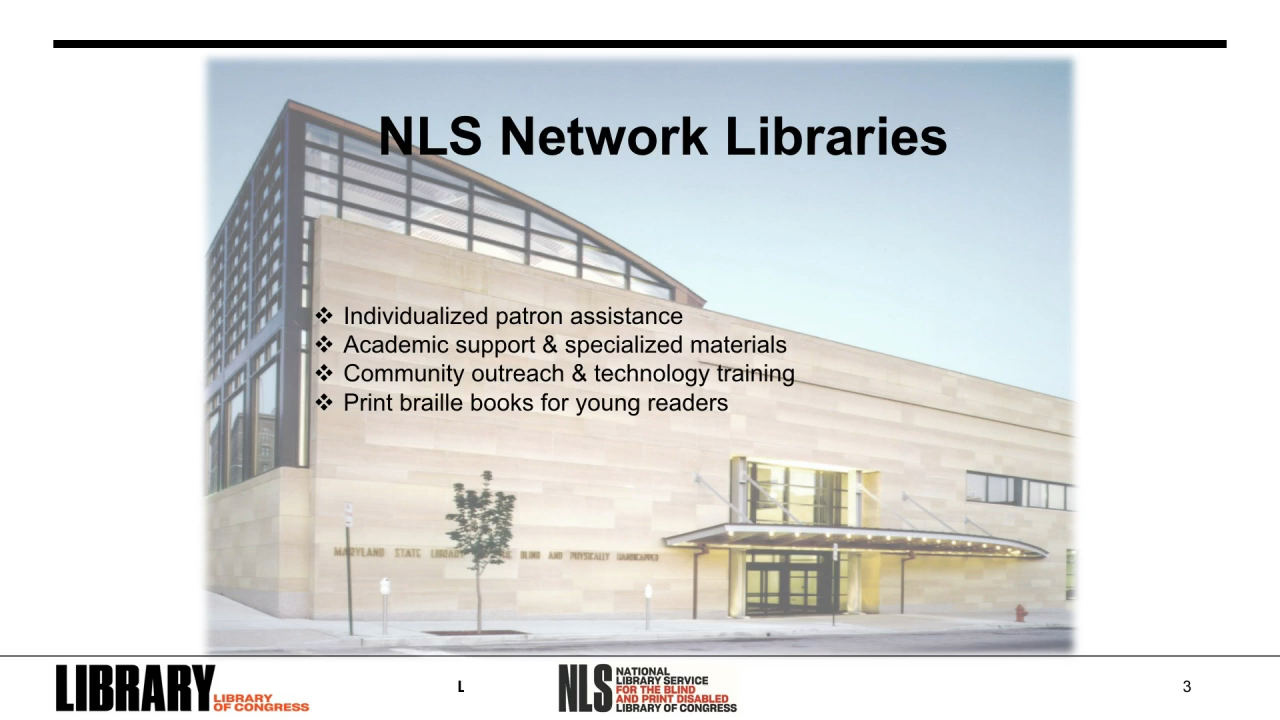 NLS Network Libraries
❖ Individualized patron assistance
❖ Academic support & specialized materials
❖ Community outreach & technology training
❖ Print braille books for young readers
MARYLAND STATE LIBRARY BLIND AND PHYSICALLY HANDICAPPED
LIBRARY LIBRARY
OF CONGRESS
L
NLS NATIONAL
LIBRARY SERVICE
FOR THE BLIND
AND PRINT DISABLED
LIBRARY OF CONGRESS
3